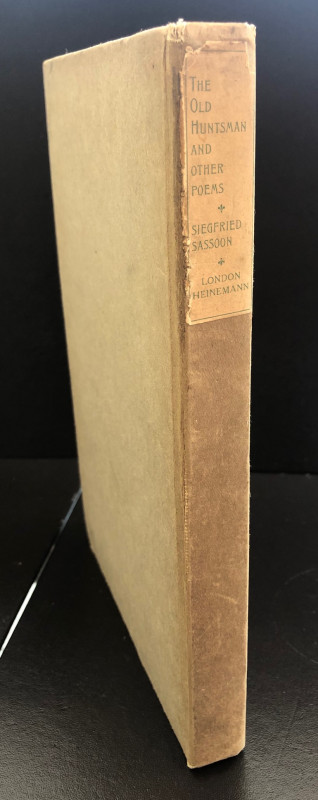 THE
OLD
HUNTSMAN
AND
OTHER
POEMS
SIEGFRIED
SASSOON
LONDON
HEINEMANN